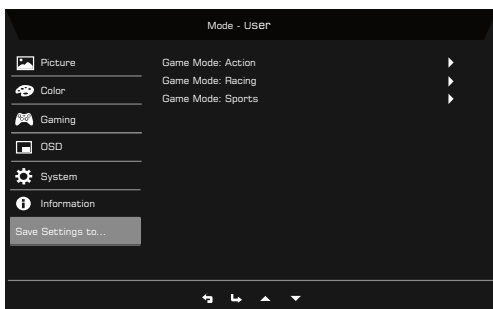 Mode - User
Picture
Color
Gaming
OSD
System
Information
Save Settings to...
Game Mode: Action
Game Mode: Racing
Game Mode: Sports